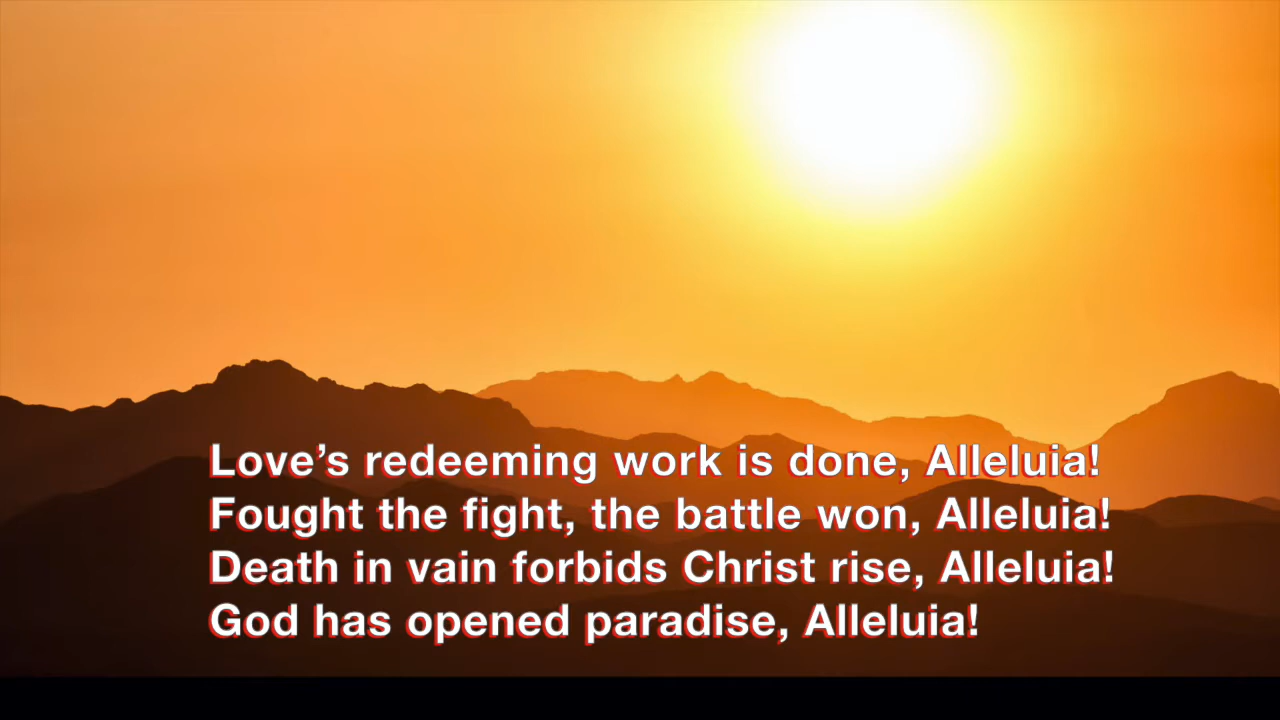 Love’s redeeming work is done, Alleluia!
Fought the fight, the battle won, Alleluia!
Death in vain forbids Christ rise, Alleluia!
God has opened paradise, Alleluia!